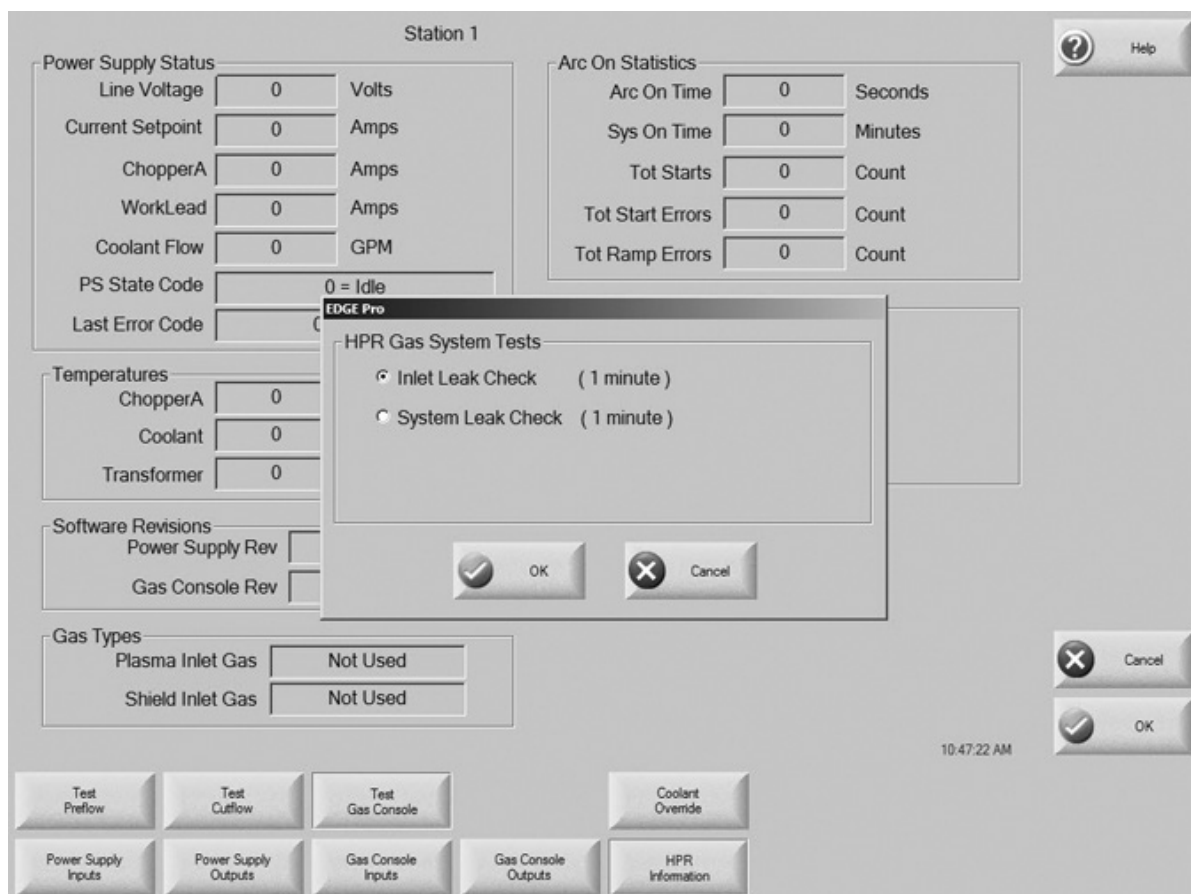 Station 1
Help
Power Supply Status
Line Voltage 0 Volts
Current Setpoint 0 Amps
ChopperA 0 Amps
WorkLead 0 Amps
Coolant Flow 0 GPM
PS State Code 0 = Idle
Last Error Code
Arc On Statistics
Arc On Time 0 Seconds
Sys On Time 0 Minutes
Tot Starts 0 Count
Tot Start Errors 0 Count
Tot Ramp Errors 0 Count
EDGE Pro
HPR Gas System Tests
Inlet Leak Check ( 1 minute )
System Leak Check ( 1 minute )
OK
Cancel
Temperatures
ChopperA 0
Coolant 0
Transformer 0
Software Revisions
Power Supply Rev
Gas Console Rev
Gas Types
Plasma Inlet Gas Not Used
Shield Inlet Gas Not Used
Cancel
OK
10:47:22 AM
Test Preflow
Test Cutflow
Test Gas Console
Coolant Override
Power Supply Inputs
Power Supply Outputs
Gas Console Inputs
Gas Console Outputs
HPR Information